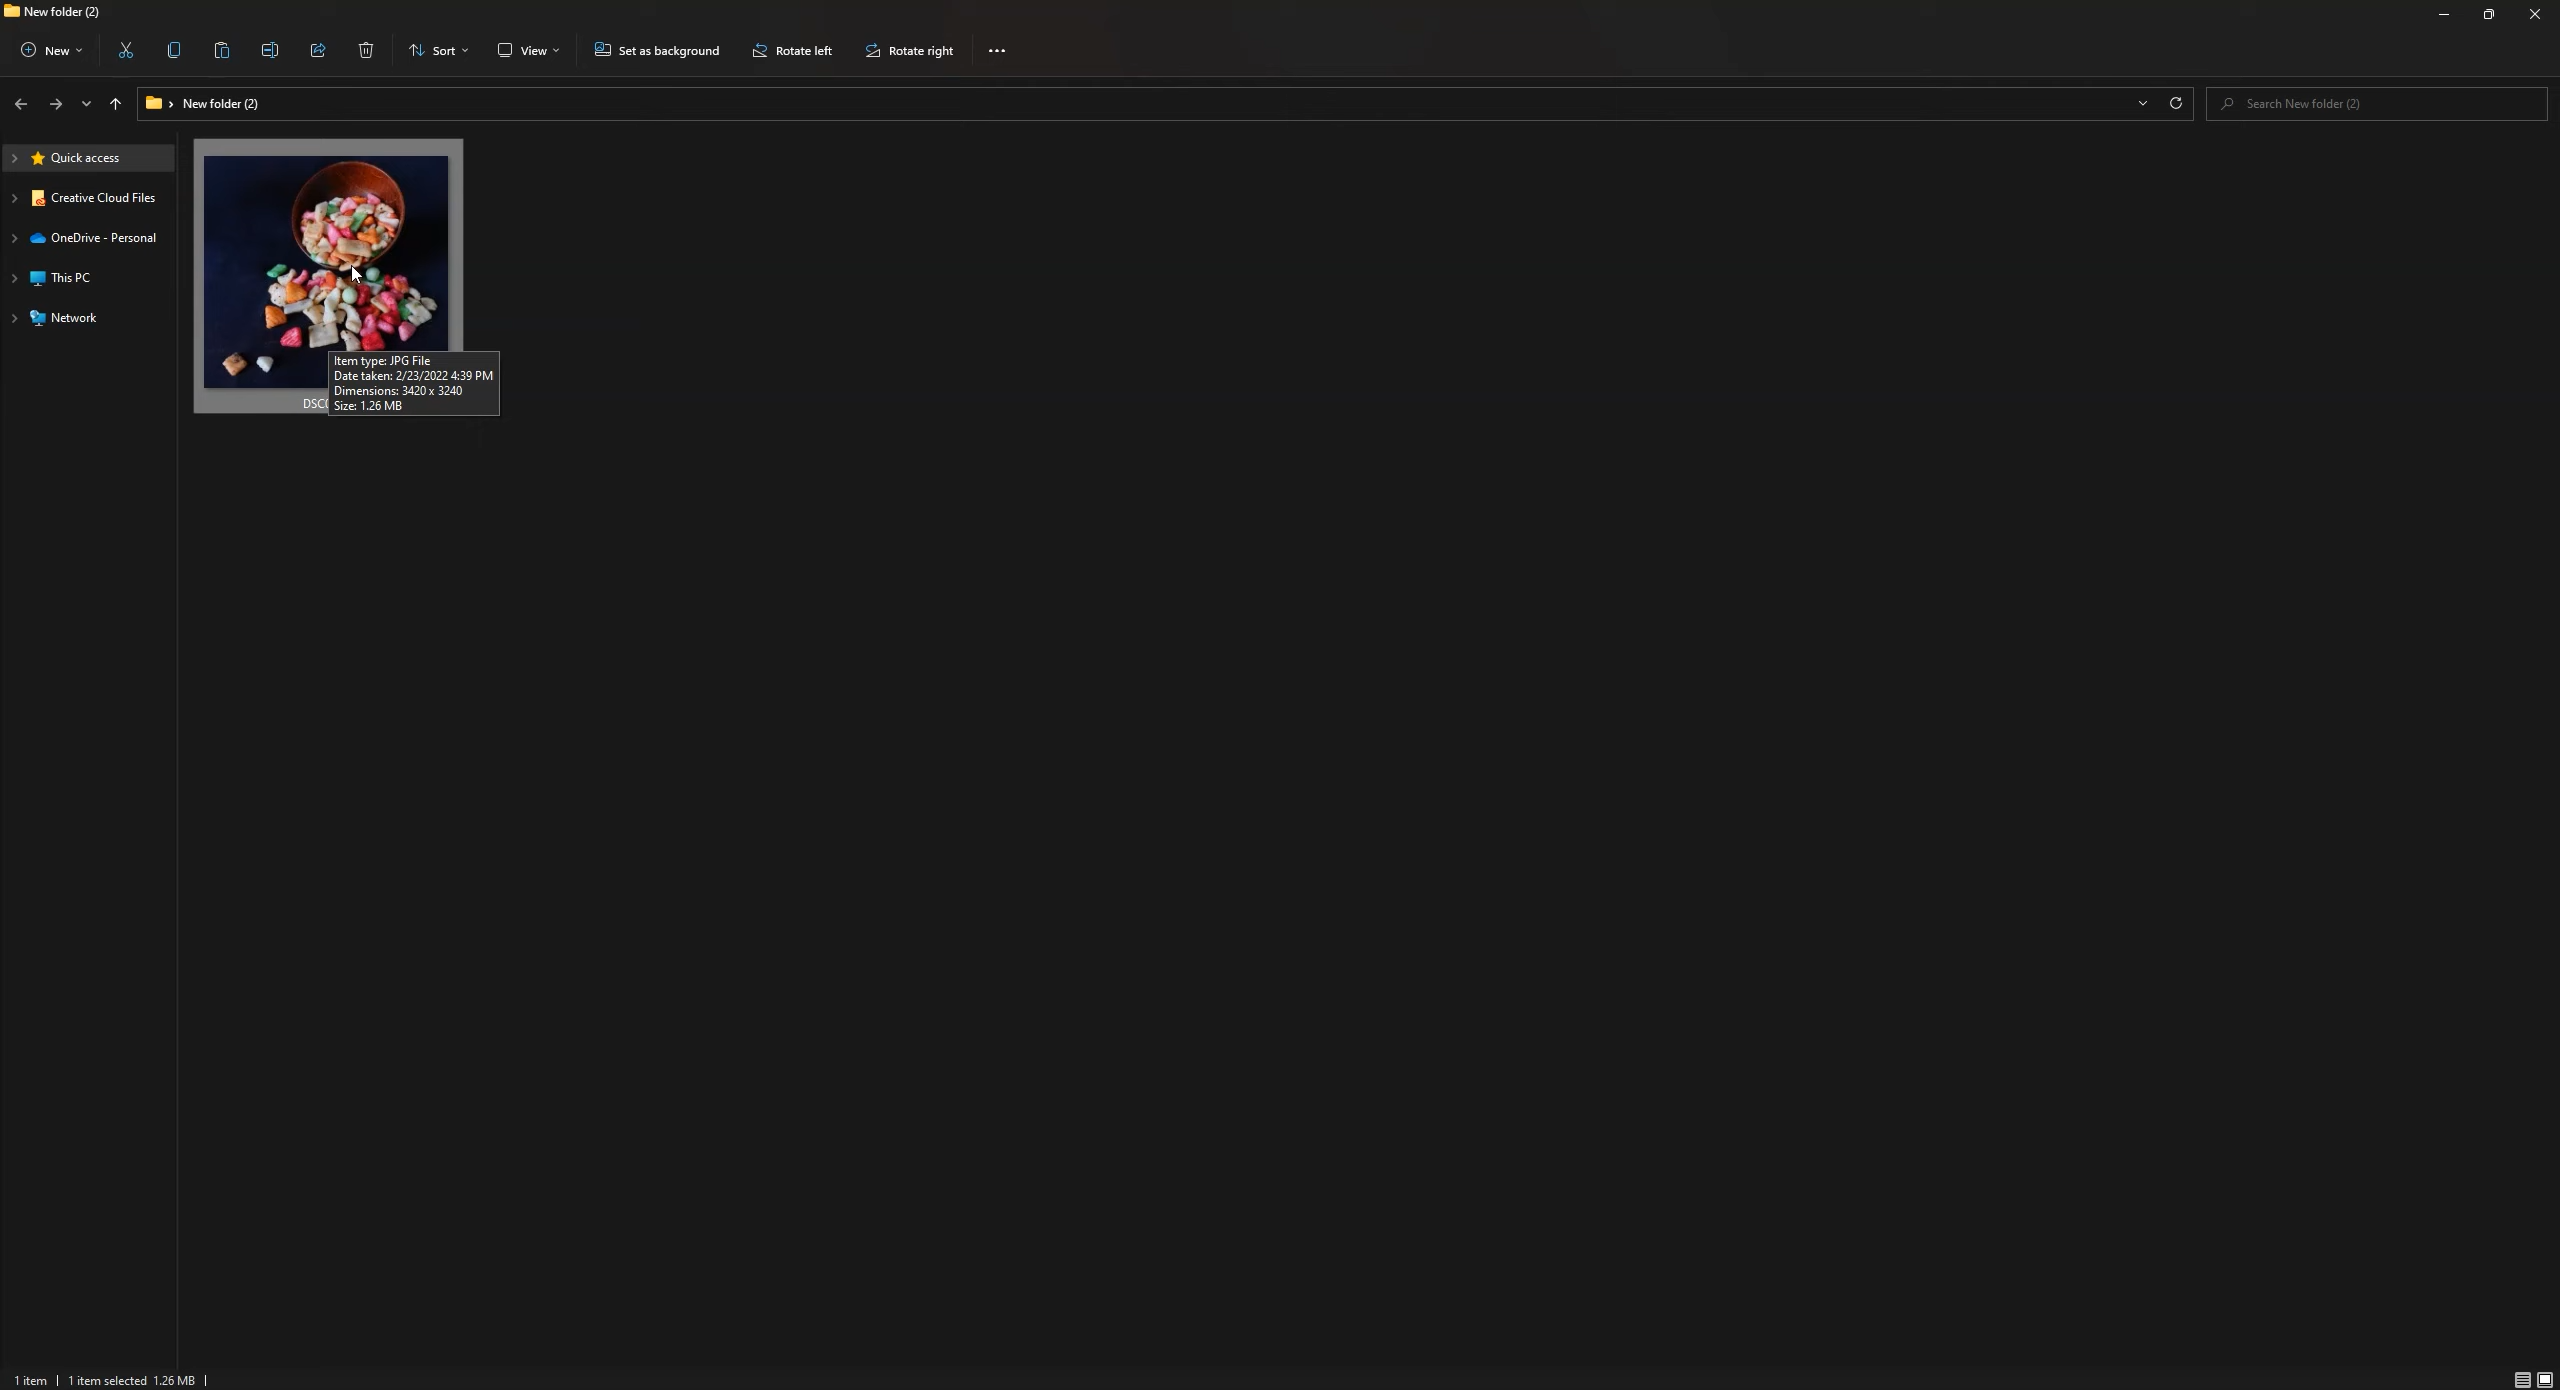 New folder (2)
New
Sort
View
Set as background
Rotate left
Rotate right
New folder (2)
Search New folder (2)
Quick access
Creative Cloud Files
OneDrive - Personal
This PC
Network
Item type: JPG File
Date taken: 2/23/2022 4:39 PM
Dimensions: 3420 x 3240
Size: 1.26 MB
1 item
1 item selected 1.26 MB